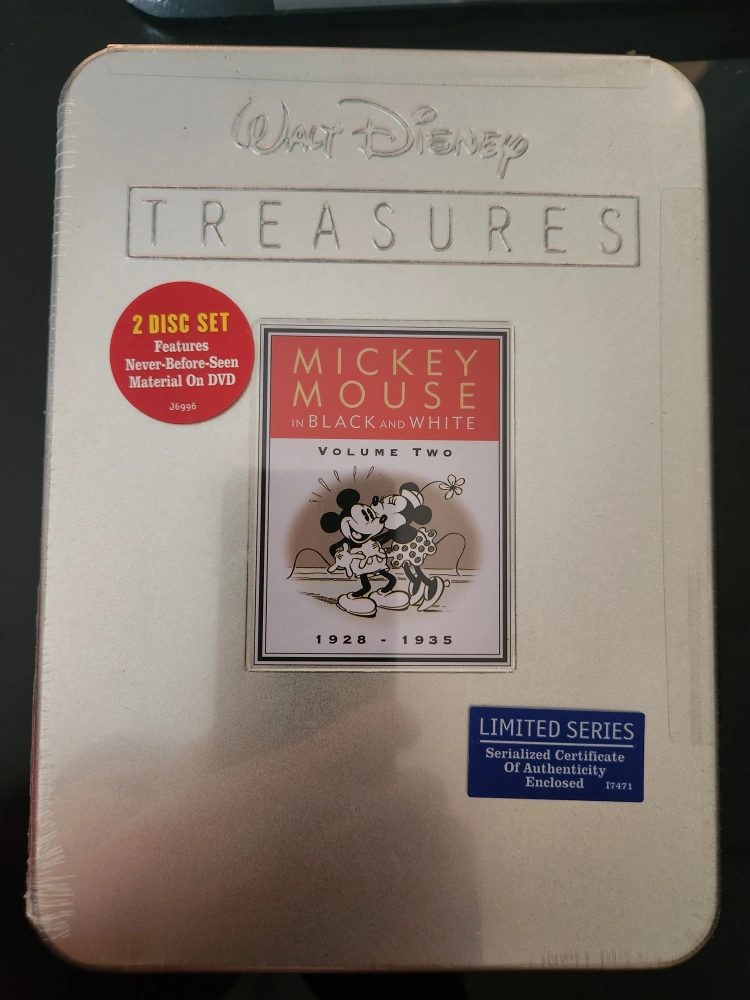 Walt Disney
TREASURES
2 DISC SET
Features
Never-Before-Seen
Material On DVD
J6996
MICKEY
MOUSE
IN BLACK AND WHITE
VOLUME TWO
1928 - 1935
LIMITED SERIES
Serialized Certificate
Of Authenticity
Enclosed I7471